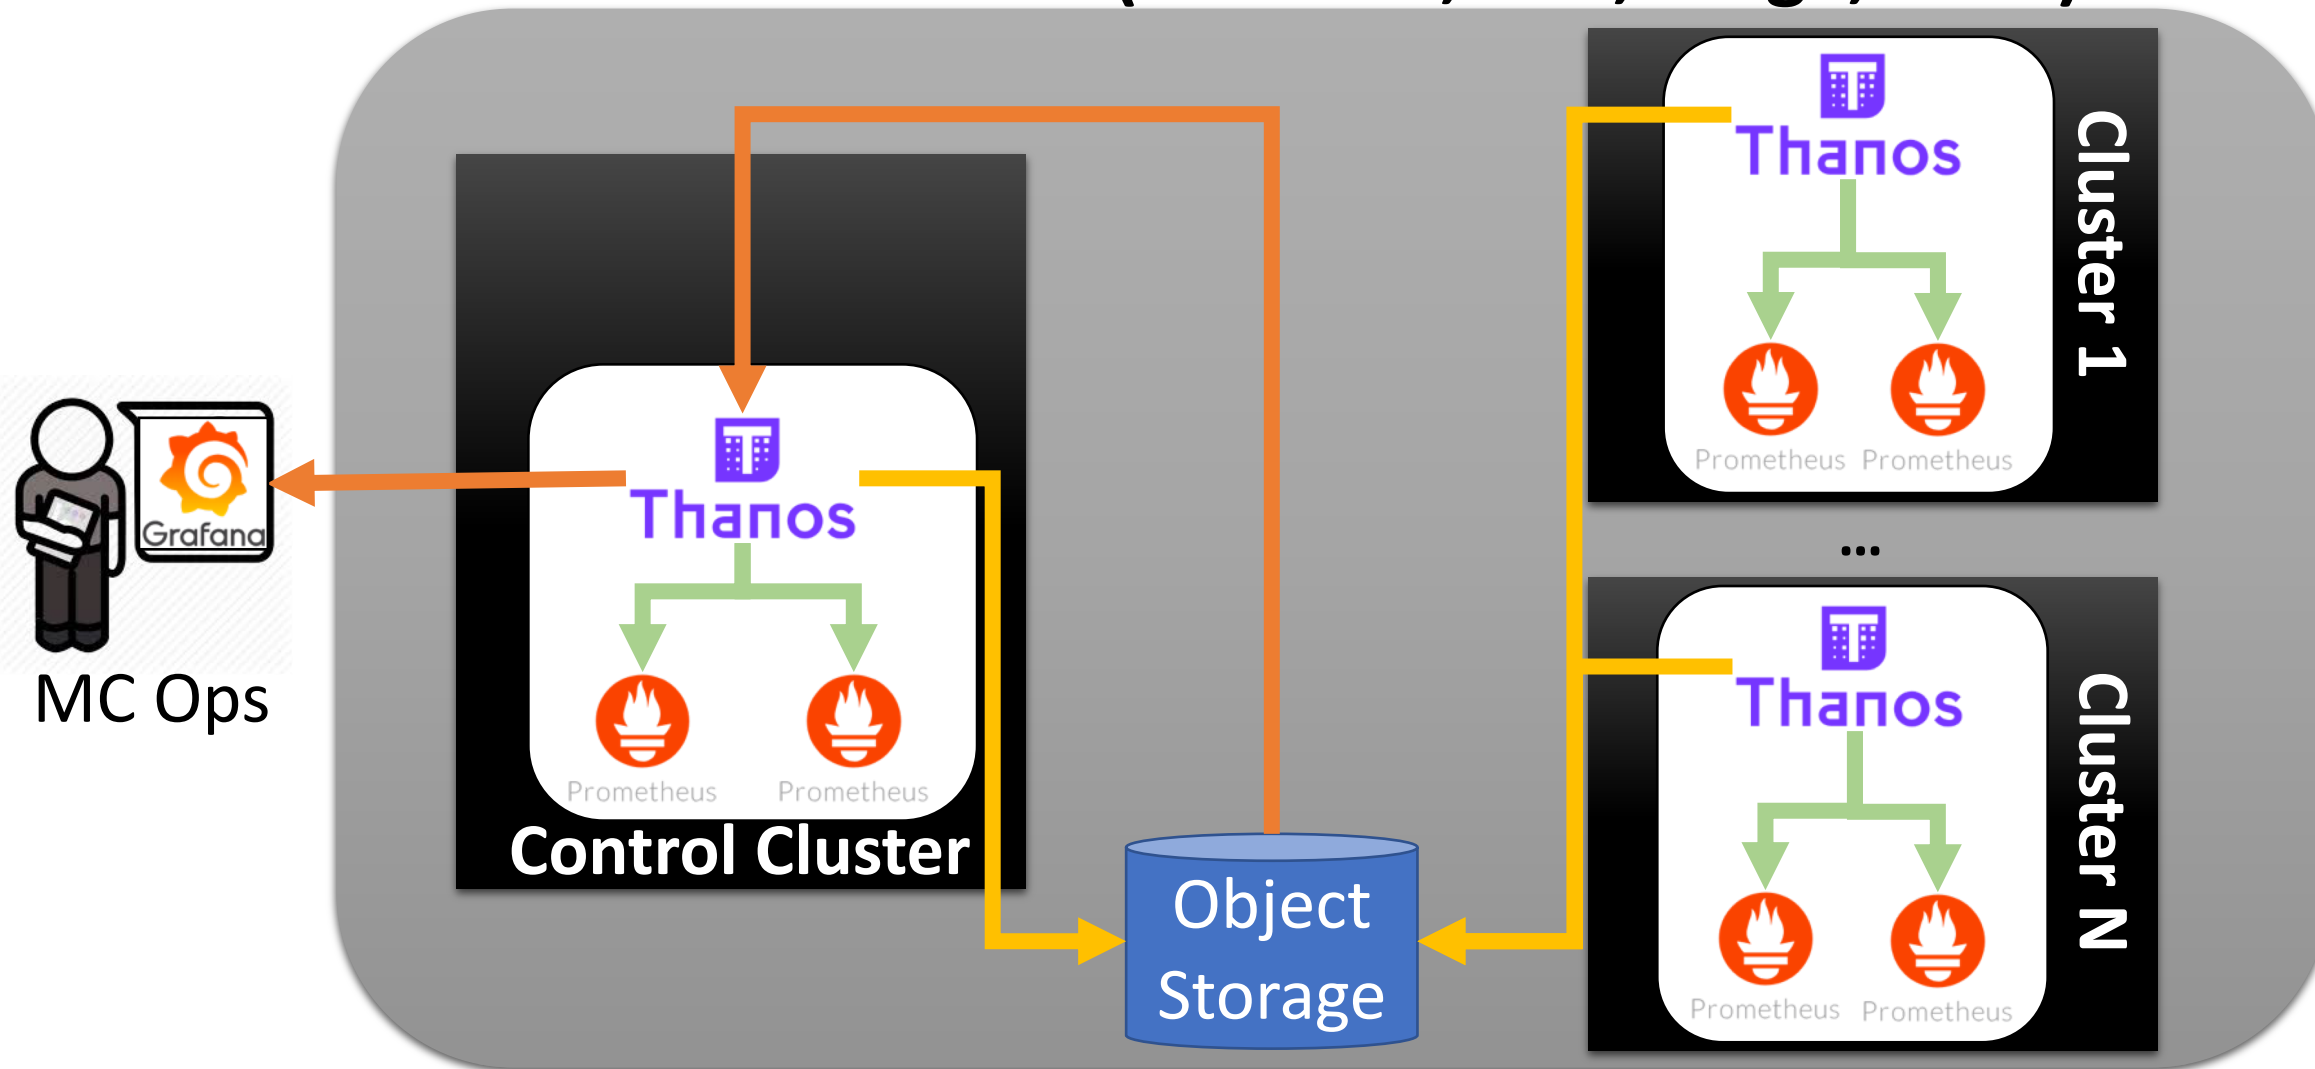 Thanos
Prometheus Prometheus
Cluster 1
...
Grafana
MC Ops
Thanos
Prometheus Prometheus
Control Cluster
Object
Storage
Thanos
Prometheus Prometheus
Cluster N